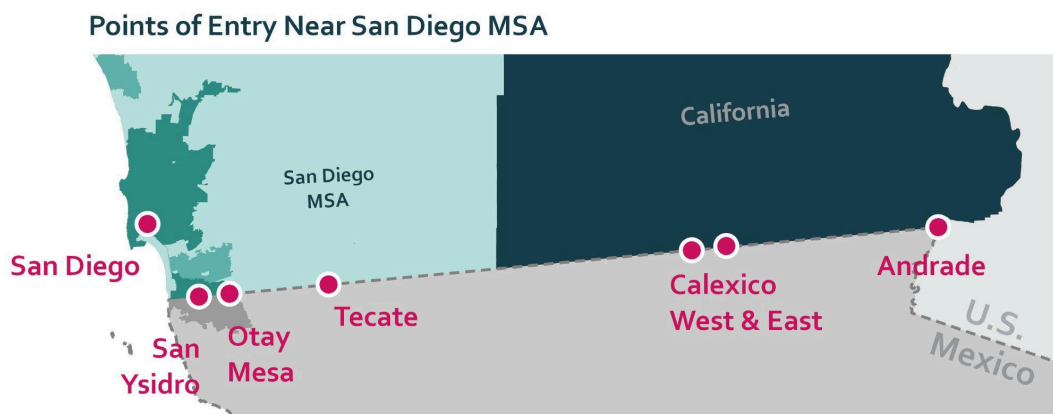 Points of Entry Near San Diego MSA
California
San Diego
MSA
San Diego
San
Ysidro
Otay
Mesa
Tecate
Calexico
West & East
Andrade
U.S.
Mexico